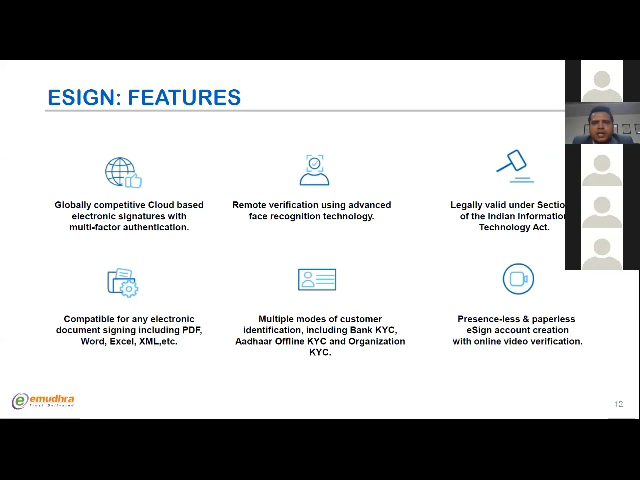 ESIGN: FEATURES
Globally competitive Cloud based
electronic signatures with
multi-factor authentication.
Remote verification using advanced
face recognition technology.
Legally valid under
of the Indian Information
Technology Act.
Compatible for any electronic
document signing including PDF,
Word, Excel, XML,etc.
Multiple modes of customer
identification, including Bank KYC,
Aadhaar Offline KYC and Organization
KYC.
Presence-less & paperless
eSign account creation
with online video verification.
emudhra